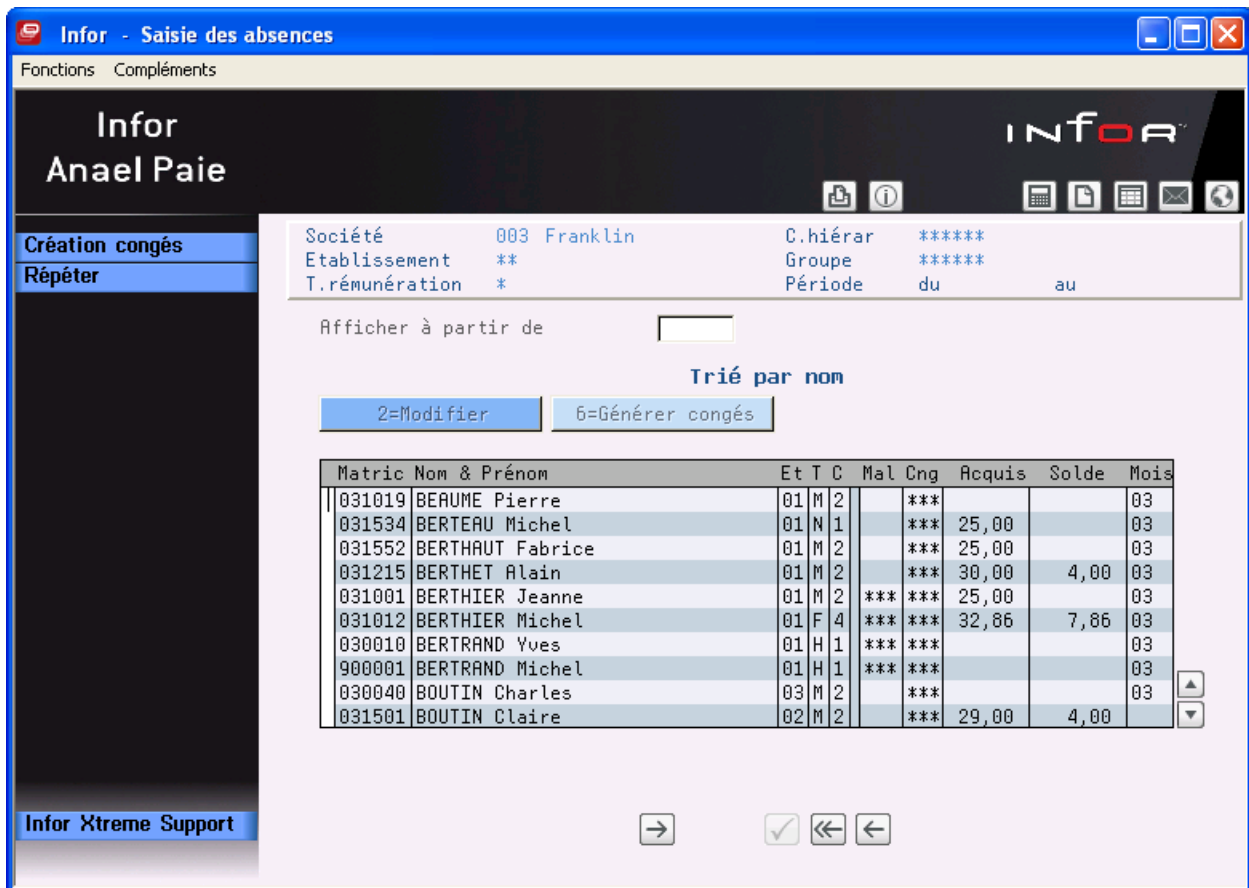 Infor - Saisie des absences
Fonctions Compléments
Infor
Anael Paie
infor
Création congés
Répéter
Société 003 Franklin C.hiérar ******
Etablissement ** Groupe ******
T.rémunération * Période du au
Afficher à partir de
Trié par nom
2=Modifier 6=Générer congés
Matric Nom & Prénom Et T C Mal Cng Acquis Solde Mois
031019 BEAUME Pierre 01 M 2 *** 03
031534 BERTEAU Michel 01 N 1 *** 25,00 03
031552 BERTHAUT Fabrice 01 M 2 *** 25,00 03
031215 BERTHET Alain 01 M 2 *** 30,00 4,00 03
031001 BERTHIER Jeanne 01 M 2 *** *** 25,00 03
031012 BERTHIER Michel 01 F 4 *** *** 32,86 7,86 03
030010 BERTRAND Yves 01 H 1 *** *** 03
900001 BERTRAND Michel 01 H 1 *** *** 03
030040 BOUTIN Charles 03 M 2 *** 03
031501 BOUTIN Claire 02 M 2 *** 29,00 4,00
Infor Xtreme Support